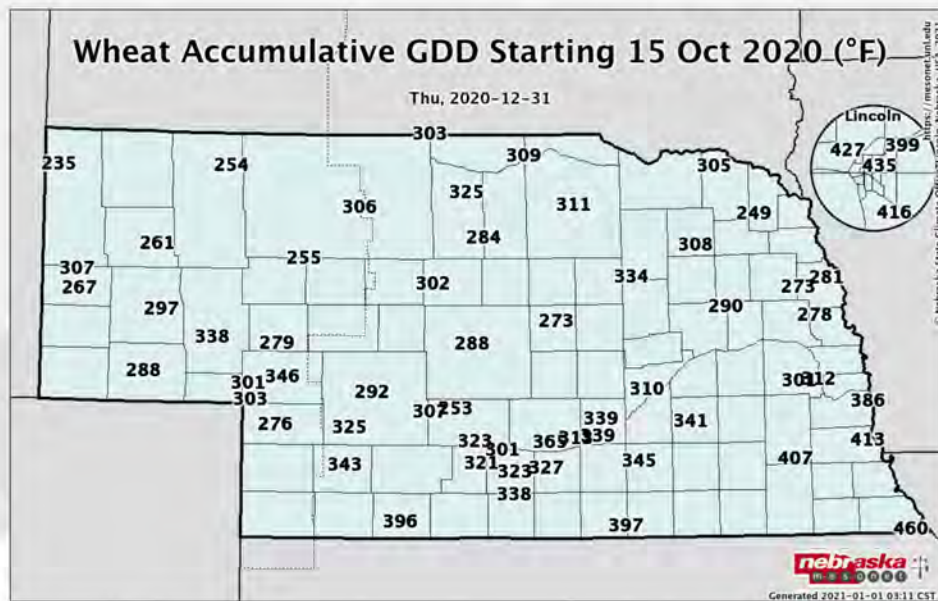 Wheat Accumulative GDD Starting 15 Oct 2020 (°F)
Thu, 2020-12-31
https://mesonet.unl.edu
Lincoln
427 399
435
416
303
235 254 309 305
325
306 311 249
261 284 308
255
307 302 334 281
267 273
297 290 278
273
338 279 288
288 346 301 312
301 292 310
303 307 253 386
276 325 339 341
323 365 313 339 413
301
343 321 345 407
323 327
338
396 397 460
nebraska
mesonet
Generated 2021-01-01 03:11 CST